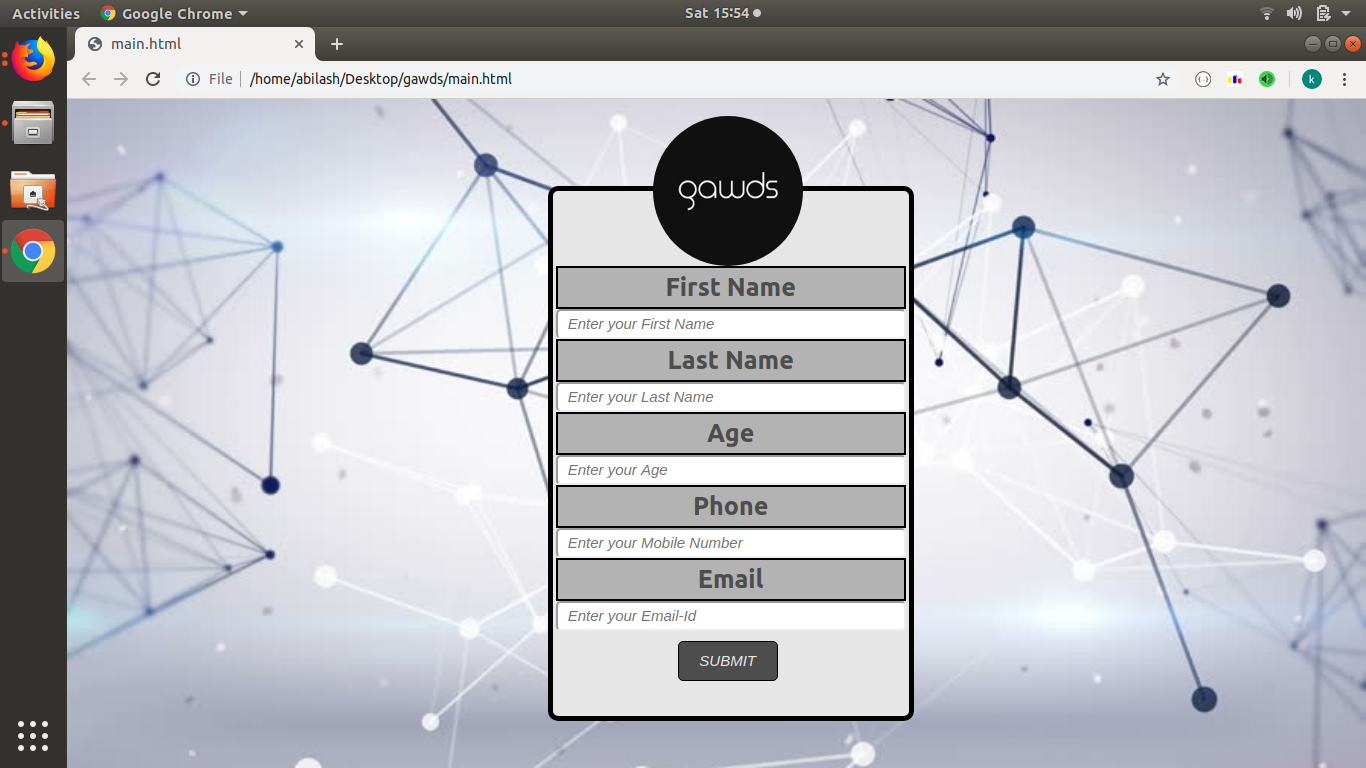 Activities
Google Chrome
Sat 15:54
main.html
File
/home/abilash/Desktop/gawds/main.html
k
gawds
First Name
Enter your First Name
Last Name
Enter your Last Name
Age
Enter your Age
Phone
Enter your Mobile Number
Email
Enter your Email-Id
SUBMIT